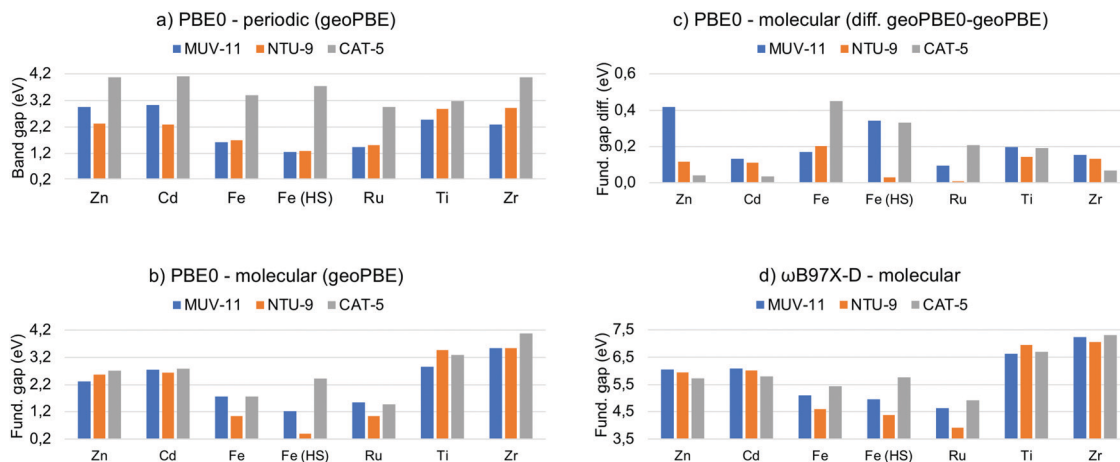 a) PBE0 - periodic (geoPBE)
MUV-11 NTU-9 CAT-5
Band gap (eV)
4,2
3,2
2,2
1,2
0,2
Zn Cd Fe Fe (HS) Ru Ti Zr
c) PBE0 - molecular (diff. geoPBE0-geoPBE)
MUV-11 NTU-9 CAT-5
Fund. gap diff. (eV)
0,6
0,4
0,2
0,0
Zn Cd Fe Fe (HS) Ru Ti Zr
b) PBE0 - molecular (geoPBE)
MUV-11 NTU-9 CAT-5
Fund. gap (eV)
4,2
3,2
2,2
1,2
0,2
Zn Cd Fe Fe (HS) Ru Ti Zr
d) ωB97X-D - molecular
MUV-11 NTU-9 CAT-5
Fund. gap (eV)
7,5
6,5
5,5
4,5
3,5
Zn Cd Fe Fe (HS) Ru Ti Zr